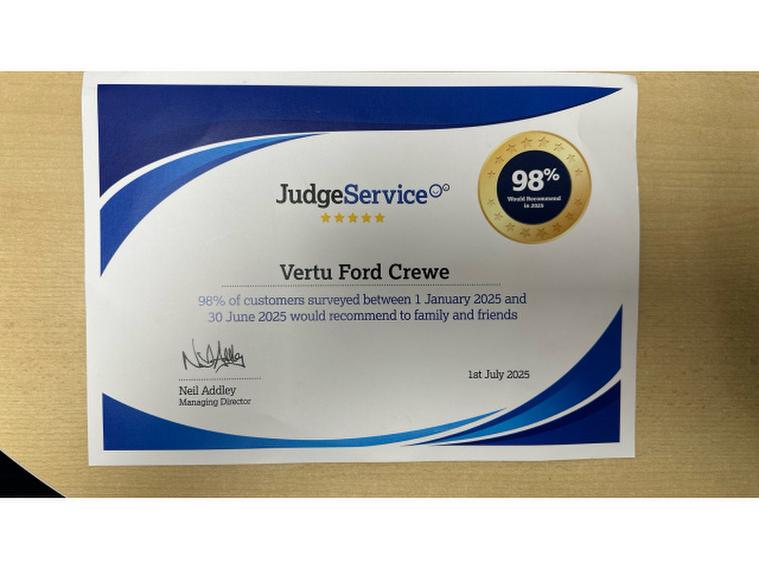 JudgeService
98%
Would Recommend
in 2025
Vertu Ford Crewe
98% of customers surveyed between 1 January 2025 and
30 June 2025 would recommend to family and friends
Neil Addley
Managing Director
1st July 2025